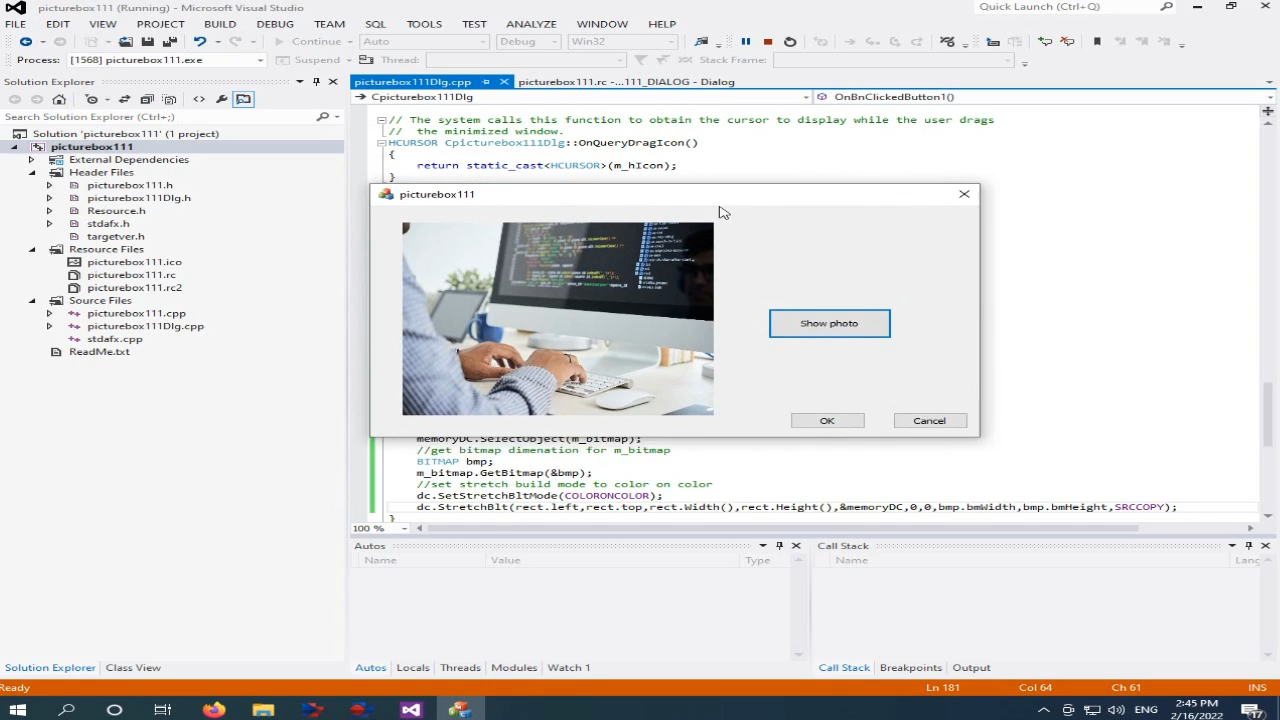 picturebox111 (Running) - Microsoft Visual Studio
Quick Launch (Ctrl+Q)
FILE EDIT VIEW PROJECT BUILD DEBUG TEAM SQL TOOLS TEST ANALYZE WINDOW HELP
Continue Auto Debug Win32
Process: [1568] picturebox111.exe Suspend Thread: Stack Frame:
Solution Explorer
picturebox111Dlg.cpp picturebox111.rc -...111_DIALOG - Dialog
Cpicturebox111Dlg OnBnClickedButton1()
Search Solution Explorer (Ctrl+;)
Solution 'picturebox111' (1 project)
picturebox111
External Dependencies
Header Files
picturebox111.h
picturebox111Dlg.h
Resource.h
stdafx.h
targetver.h
Resource Files
picturebox111.ico
picturebox111.rc
picturebox111.rc2
Source Files
picturebox111.cpp
picturebox111Dlg.cpp
stdafx.cpp
ReadMe.txt
// The system calls this function to obtain the cursor to display while the user drags
// the minimized window.
HCURSOR Cpicturebox111Dlg::OnQueryDragIcon()
{
return static_cast<HCURSOR>(m_hIcon);
}
picturebox111
Show photo
OK Cancel
memoryDC.SelectObject(m_bitmap);
//get bitmap dimenation for m_bitmap
BITMAP bmp;
m_bitmap.GetBitmap(&bmp);
//set stretch build mode to color on color
dc.SetStretchBltMode(COLORONCOLOR);
dc.StretchBlt(rect.left,rect.top,rect.Width(),rect.Height(),&memoryDC,0,0,bmp.bmWidth,bmp.bmHeight,SRCCOPY);
}
100 %
Autos
Name Value Type
Call Stack
Name Lang
Solution Explorer Class View
Autos Locals Threads Modules Watch 1
Call Stack Breakpoints Output
Ready Ln 181 Col 64 Ch 61 INS
ENG
2:45 PM
2/16/2022
17